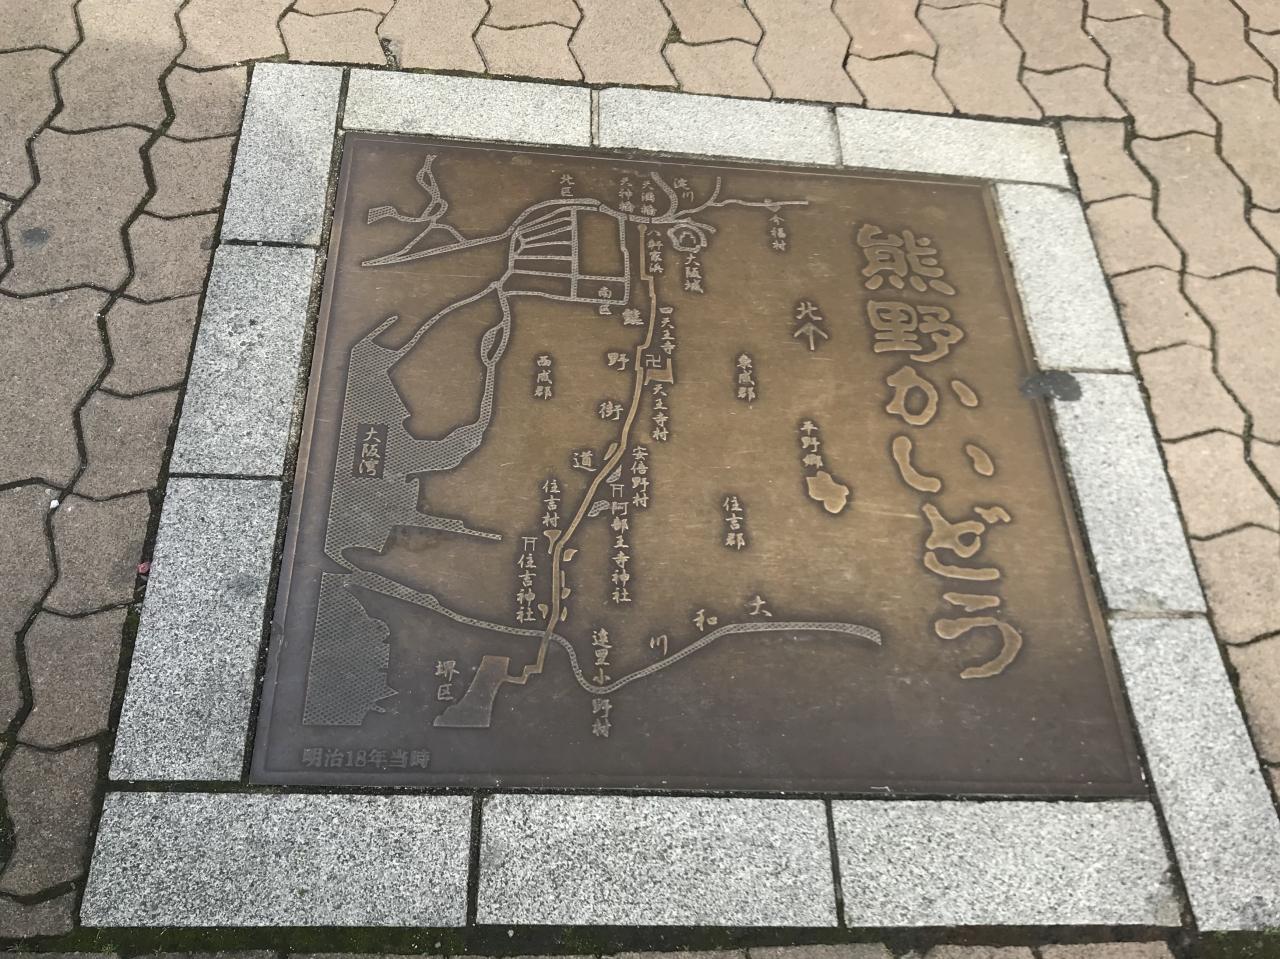 熊野かいどう
北
北区
天神橋
天満橋
淀川
今福村
八軒家浜
大阪城
南区
四天王寺
熊野街道
西成郡
東成郡
天王寺村
平野郷
大阪湾
安倍野村
住吉村
阿部王寺神社
住吉郡
住吉神社
大和川
遠里小野村
堺区
明治18年当時